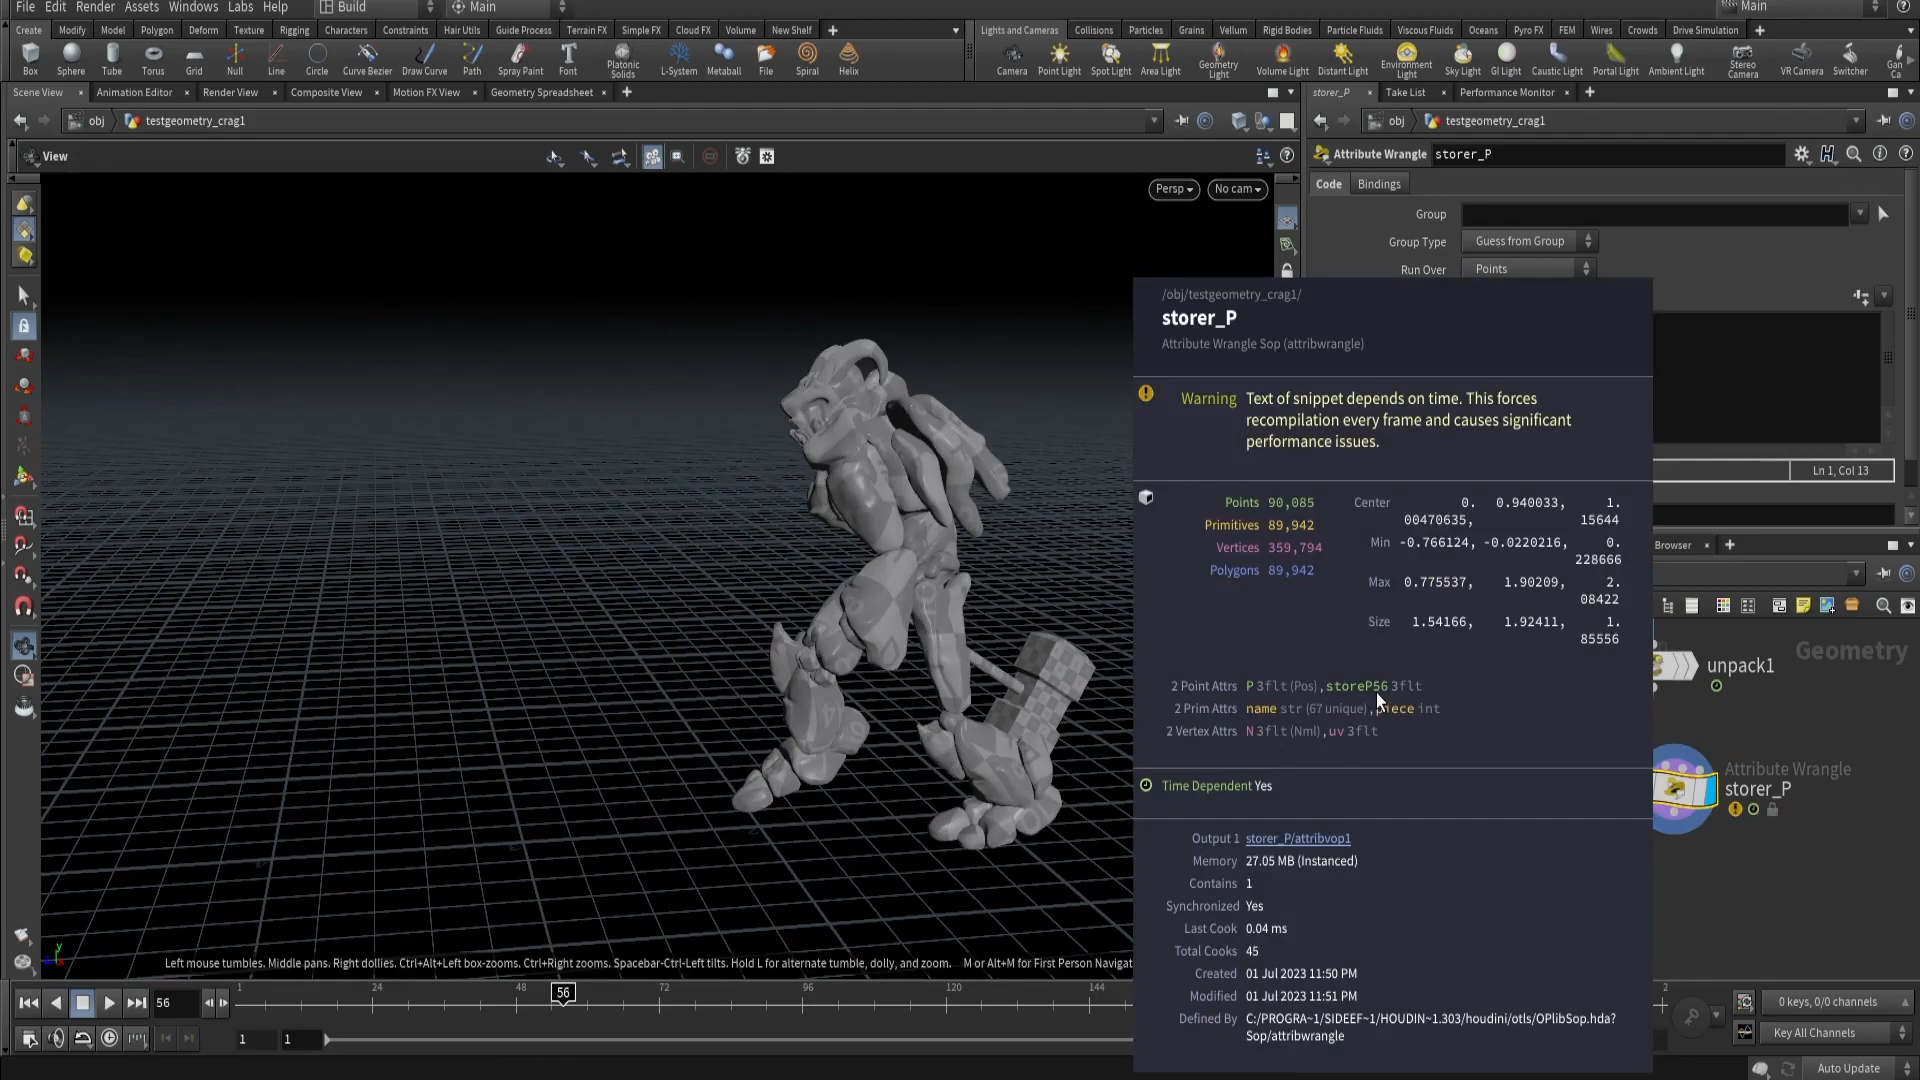 File Edit Render Assets Windows Labs Help Build Main Main
Create Modify Model Polygon Deform Texture Rigging Characters Constraints Hair Utils Guide Process Terrain FX Simple FX Cloud FX Volume New Shelf
Lights and Cameras Collisions Particles Grains Vellum Rigid Bodies Particle Fluids Viscous Fluids Oceans Pyro FX FEM Wires Crowds Drive Simulation
Box Sphere Tube Torus Grid Null Line Circle Curve Bezier Draw Curve Path Spray Paint Font Platonic Solids L-System Metaball File Spiral Helix
Camera Point Light Spot Light Area Light Geometry Light Volume Light Distant Light Environment Light Sky Light GI Light Caustic Light Portal Light Ambient Light Stereo Camera VR Camera Switcher Gan Ca
Scene View Animation Editor Render View Composite View Motion FX View Geometry Spreadsheet
storer_P Take List Performance Monitor
obj testgeometry_crag1
obj testgeometry_crag1
View
Attribute Wrangle storer_P
Persp No cam
Code Bindings
Group
Group Type Guess from Group
Run Over Points
/obj/testgeometry_crag1/
storer_P
Attribute Wrangle Sop (attribwrangle)
Warning Text of snippet depends on time. This forces
recompilation every frame and causes significant
performance issues.
Ln 1, Col 13
Points 90,085 Center 0. 0.940033, 1.
00470635, 15644
Primitives 89,942
Vertices 359,794 Min -0.766124, -0.0220216, 0.
228666
Polygons 89,942
Max 0.775537, 1.90209, 2.
08422
Size 1.54166, 1.92411, 1.
85556
2 Point Attrs P 3flt (Pos), storeP56 3flt
2 Prim Attrs name str (67 unique), piece int
2 Vertex Attrs N 3flt (Nml), uv 3flt
Time Dependent Yes
Output 1 storer_P/attribvop1
Memory 27.05 MB (Instanced)
Contains 1
Synchronized Yes
Last Cook 0.04 ms
Total Cooks 45
Created 01 Jul 2023 11:50 PM
Modified 01 Jul 2023 11:51 PM
Defined By C:/PROGRA~1/SIDEEF~1/HOUDIN~1.303/houdini/otls/OPlibSop.hda?
Sop/attribwrangle
Browser
Geometry
unpack1
Attribute Wrangle
storer_P
Left mouse tumbles. Middle pans. Right dollies. Ctrl+Alt+Left box-zooms. Ctrl+Right zooms. Spacebar-Ctrl-Left tilts. Hold L for alternate tumble, dolly, and zoom. M or Alt+M for First Person Navigat
56 1 24 48 56 72 96 120 144 2
0 keys, 0/0 channels
1 1
Key All Channels
Auto Update